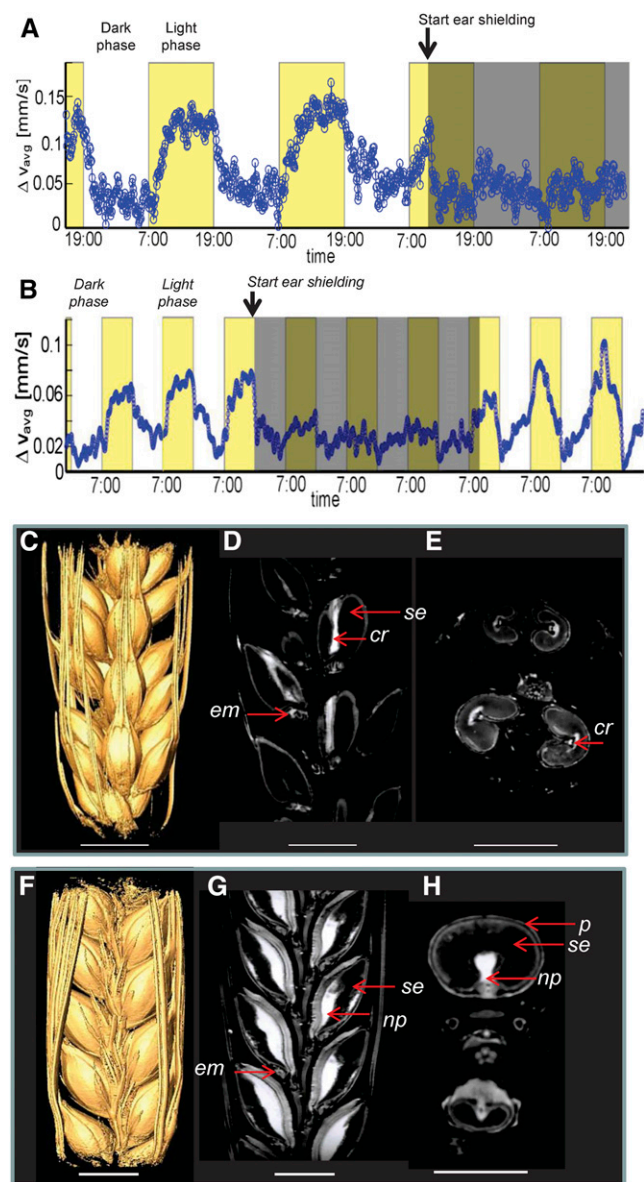 A
Dark phase
Light phase
Start ear shielding
Δ vavg [mm/s]
0.15
0.1
0.05
0
19:00 7:00 19:00 7:00 19:00 7:00 19:00 7:00 19:00
time
B
Dark phase
Light phase
Start ear shielding
Δ vavg [mm/s]
0.1
0.06
0.02
0
7:00 7:00 7:00 7:00 7:00 7:00 7:00 7:00 7:00
time
C
D
se
cr
em
E
cr
F
G
se
np
em
H
p
se
np